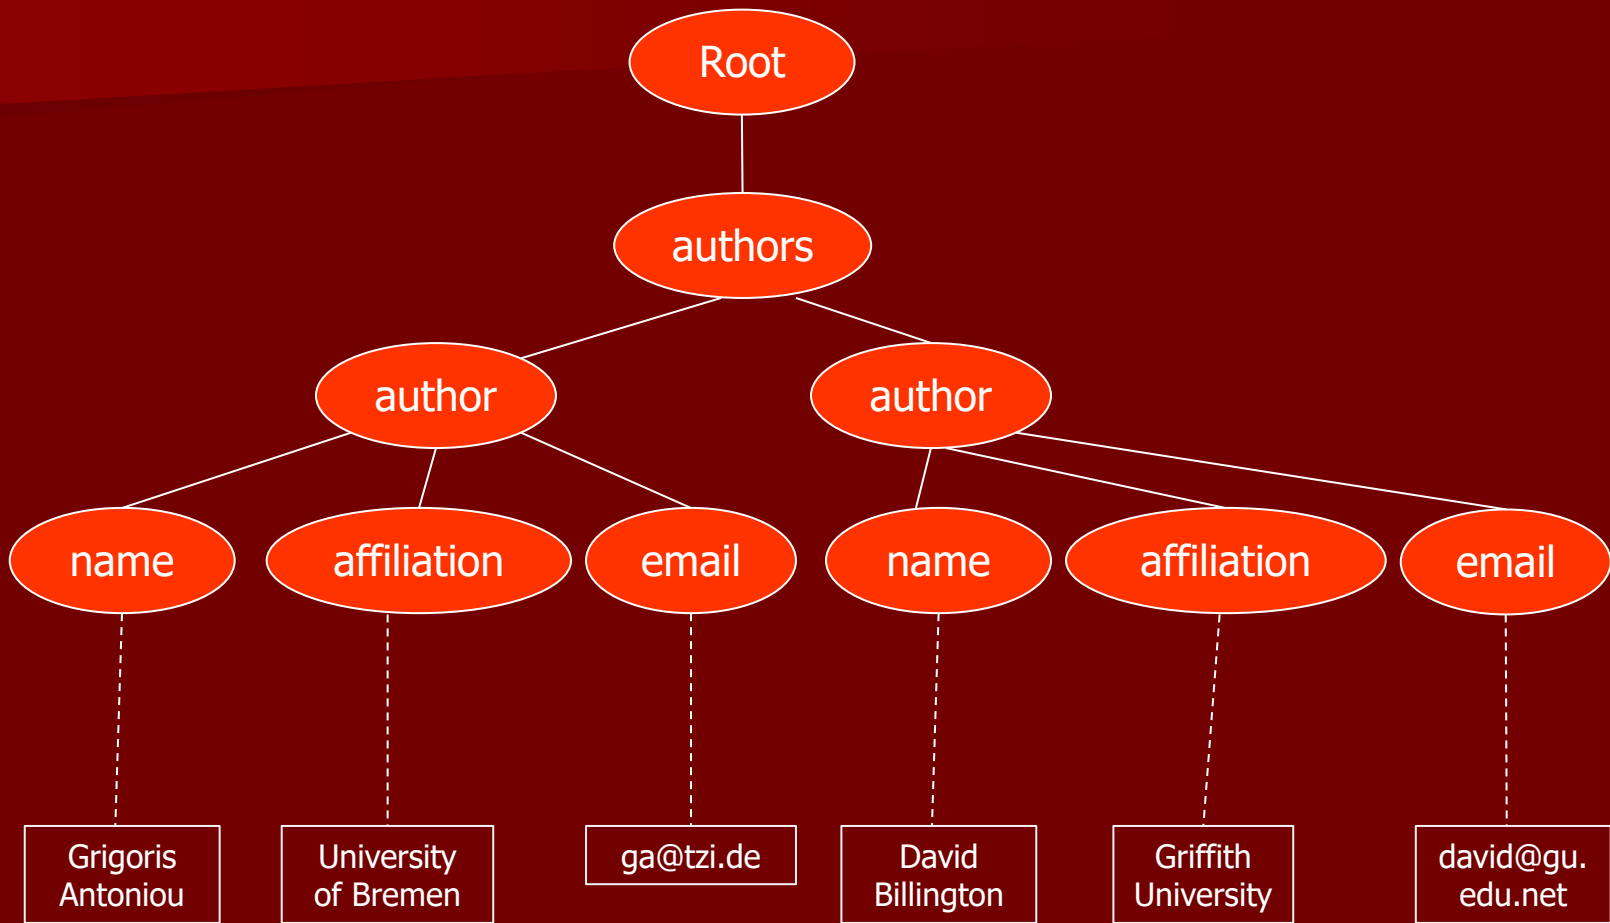 Root
authors
author
author
name
affiliation
email
name
affiliation
email
Grigoris
Antoniou
University
of Bremen
ga@tzi.de
David
Billington
Griffith
University
david@gu.
edu.net